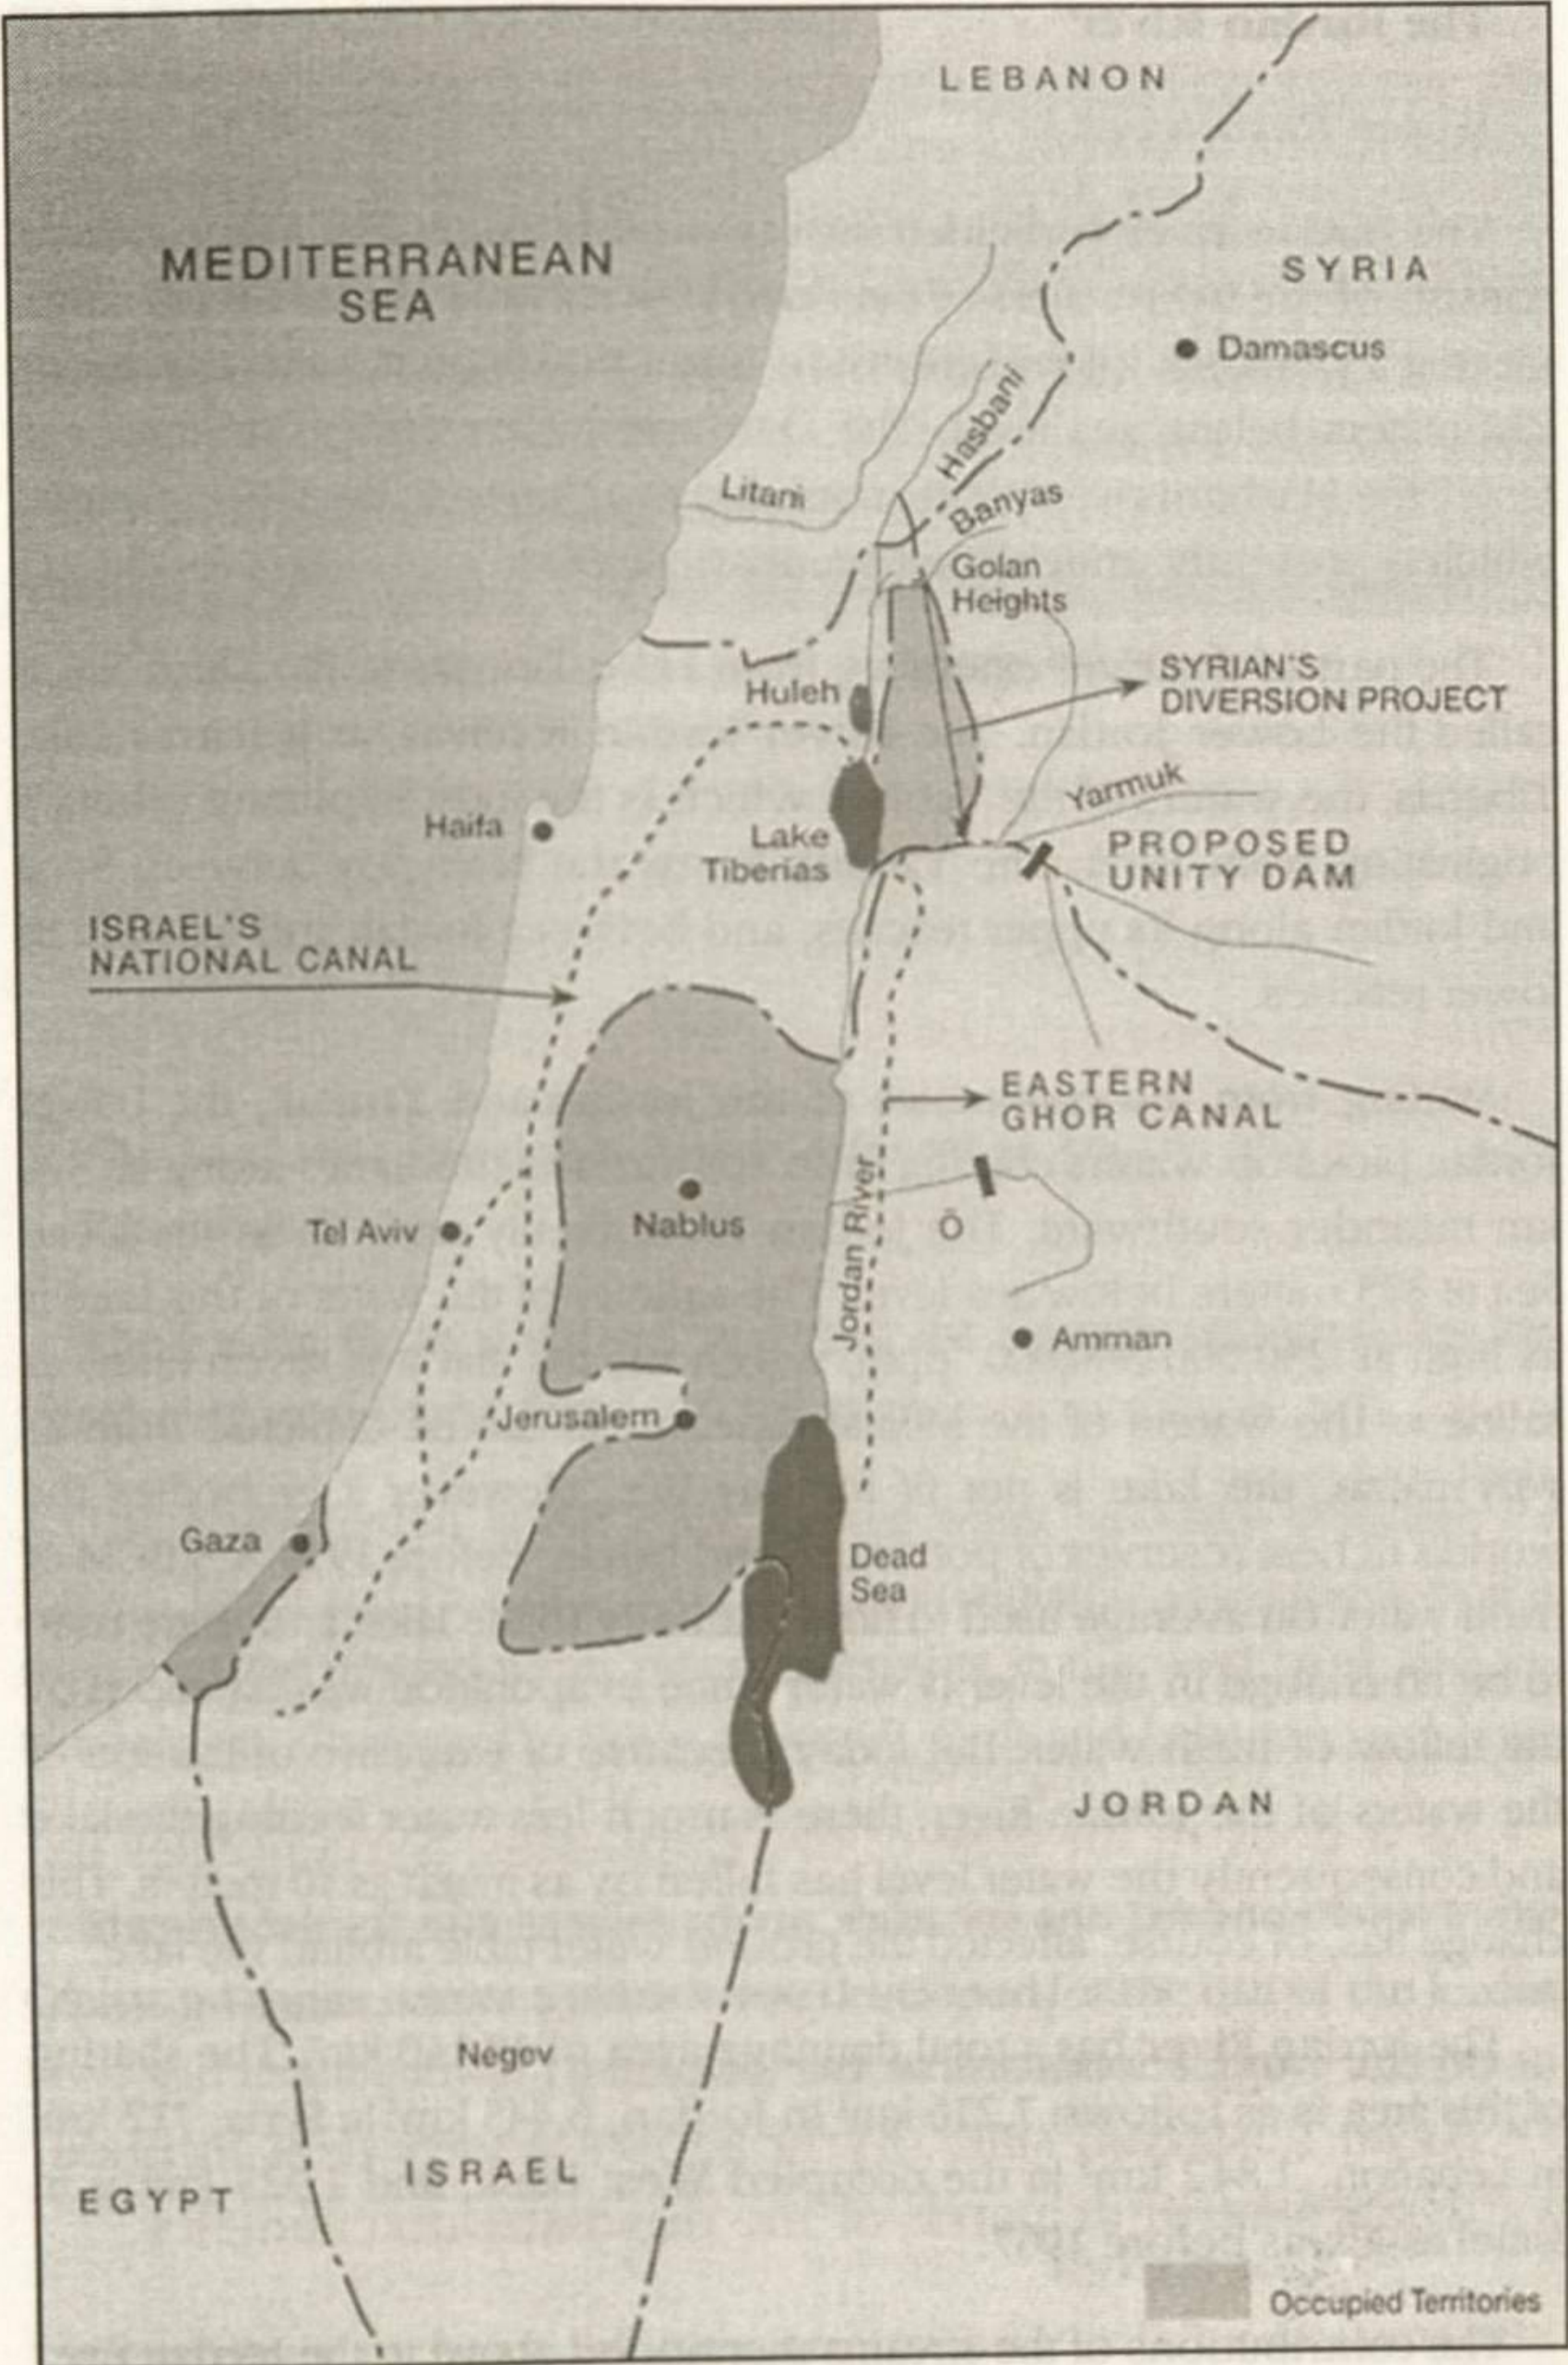 LEBANON
MEDITERRANEAN
SEA
SYRIA
Damascus
Hasbani
Litani
Banyas
Golan
Heights
SYRIAN'S
DIVERSION PROJECT
Huleh
Yarmuk
Haifa
Lake
Tiberias
PROPOSED
UNITY DAM
ISRAEL'S
NATIONAL CANAL
EASTERN
GHOR CANAL
Jordan River
Tel Aviv
Nablus
Ö
Amman
Jerusalem
Gaza
Dead
Sea
JORDAN
Negev
ISRAEL
EGYPT
Occupied Territories